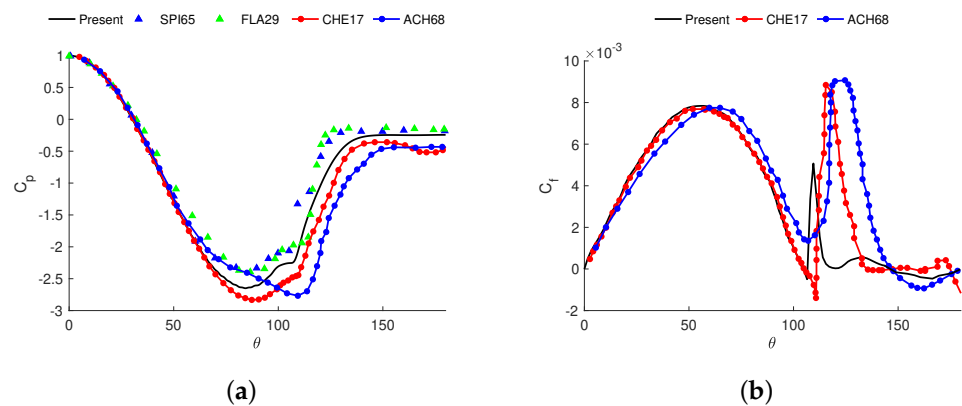 Present SPI65 FLA29 CHE17 ACH68
1
0.5
0
-0.5
-1
-1.5
-2
-2.5
-3
C_p
0 50 100 150
θ
(a)
Present CHE17 ACH68
×10⁻³
10
8
6
4
2
0
-2
C_f
0 50 100 150
θ
(b)